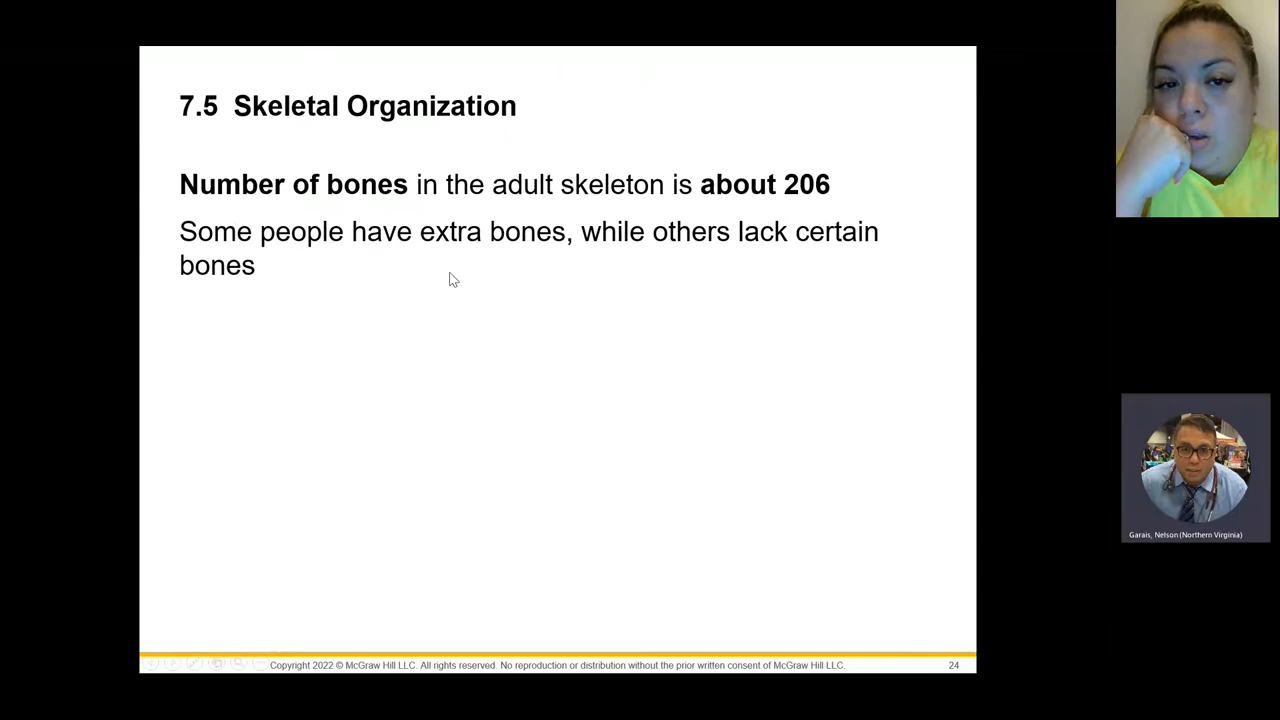 7.5 Skeletal Organization
Number of bones in the adult skeleton is about 206
Some people have extra bones, while others lack certain
bones
Copyright 2022 © McGraw Hill LLC. All rights reserved. No reproduction or distribution without the prior written consent of McGraw Hill LLC.
24
Garais, Nelson (Northern Virginia)